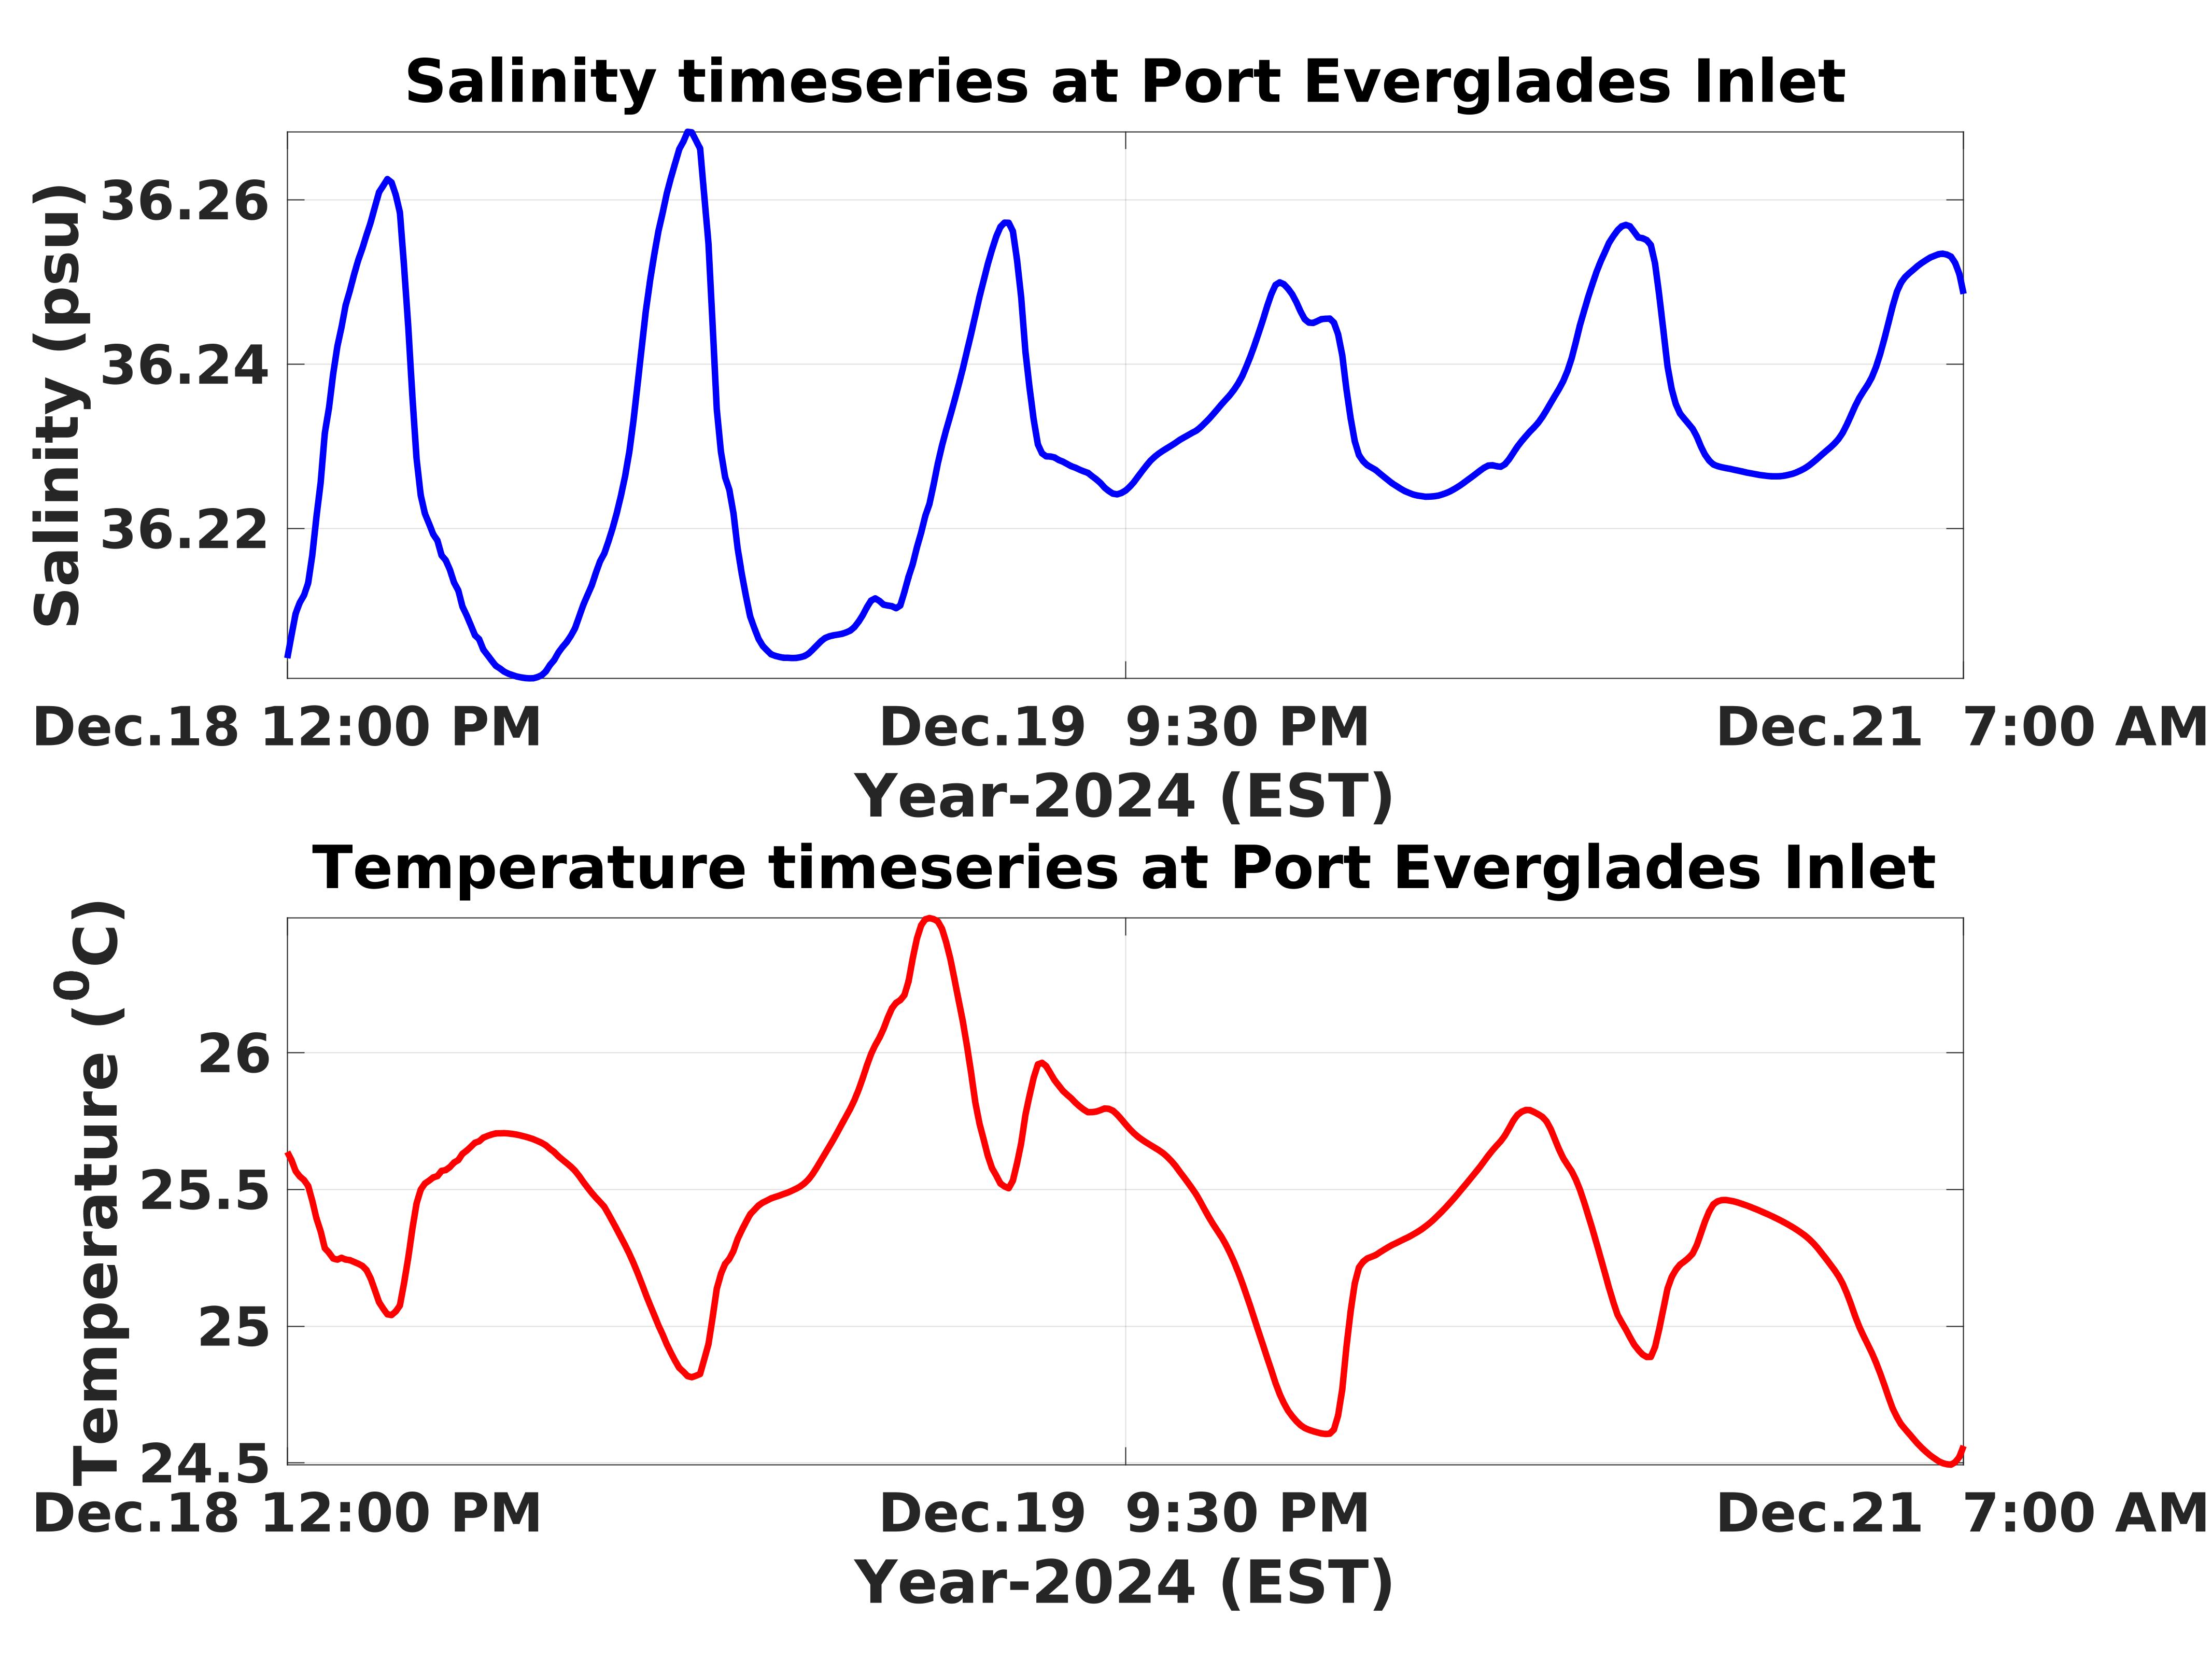 Salinity timeseries at Port Everglades Inlet
Salinity (psu)
36.26
36.24
36.22
Dec.18 12:00 PM Dec.19 9:30 PM Dec.21 7:00 AM
Year-2024 (EST)
Temperature timeseries at Port Everglades Inlet
Temperature (⁰C)
26
25.5
25
24.5
Dec.18 12:00 PM Dec.19 9:30 PM Dec.21 7:00 AM
Year-2024 (EST)